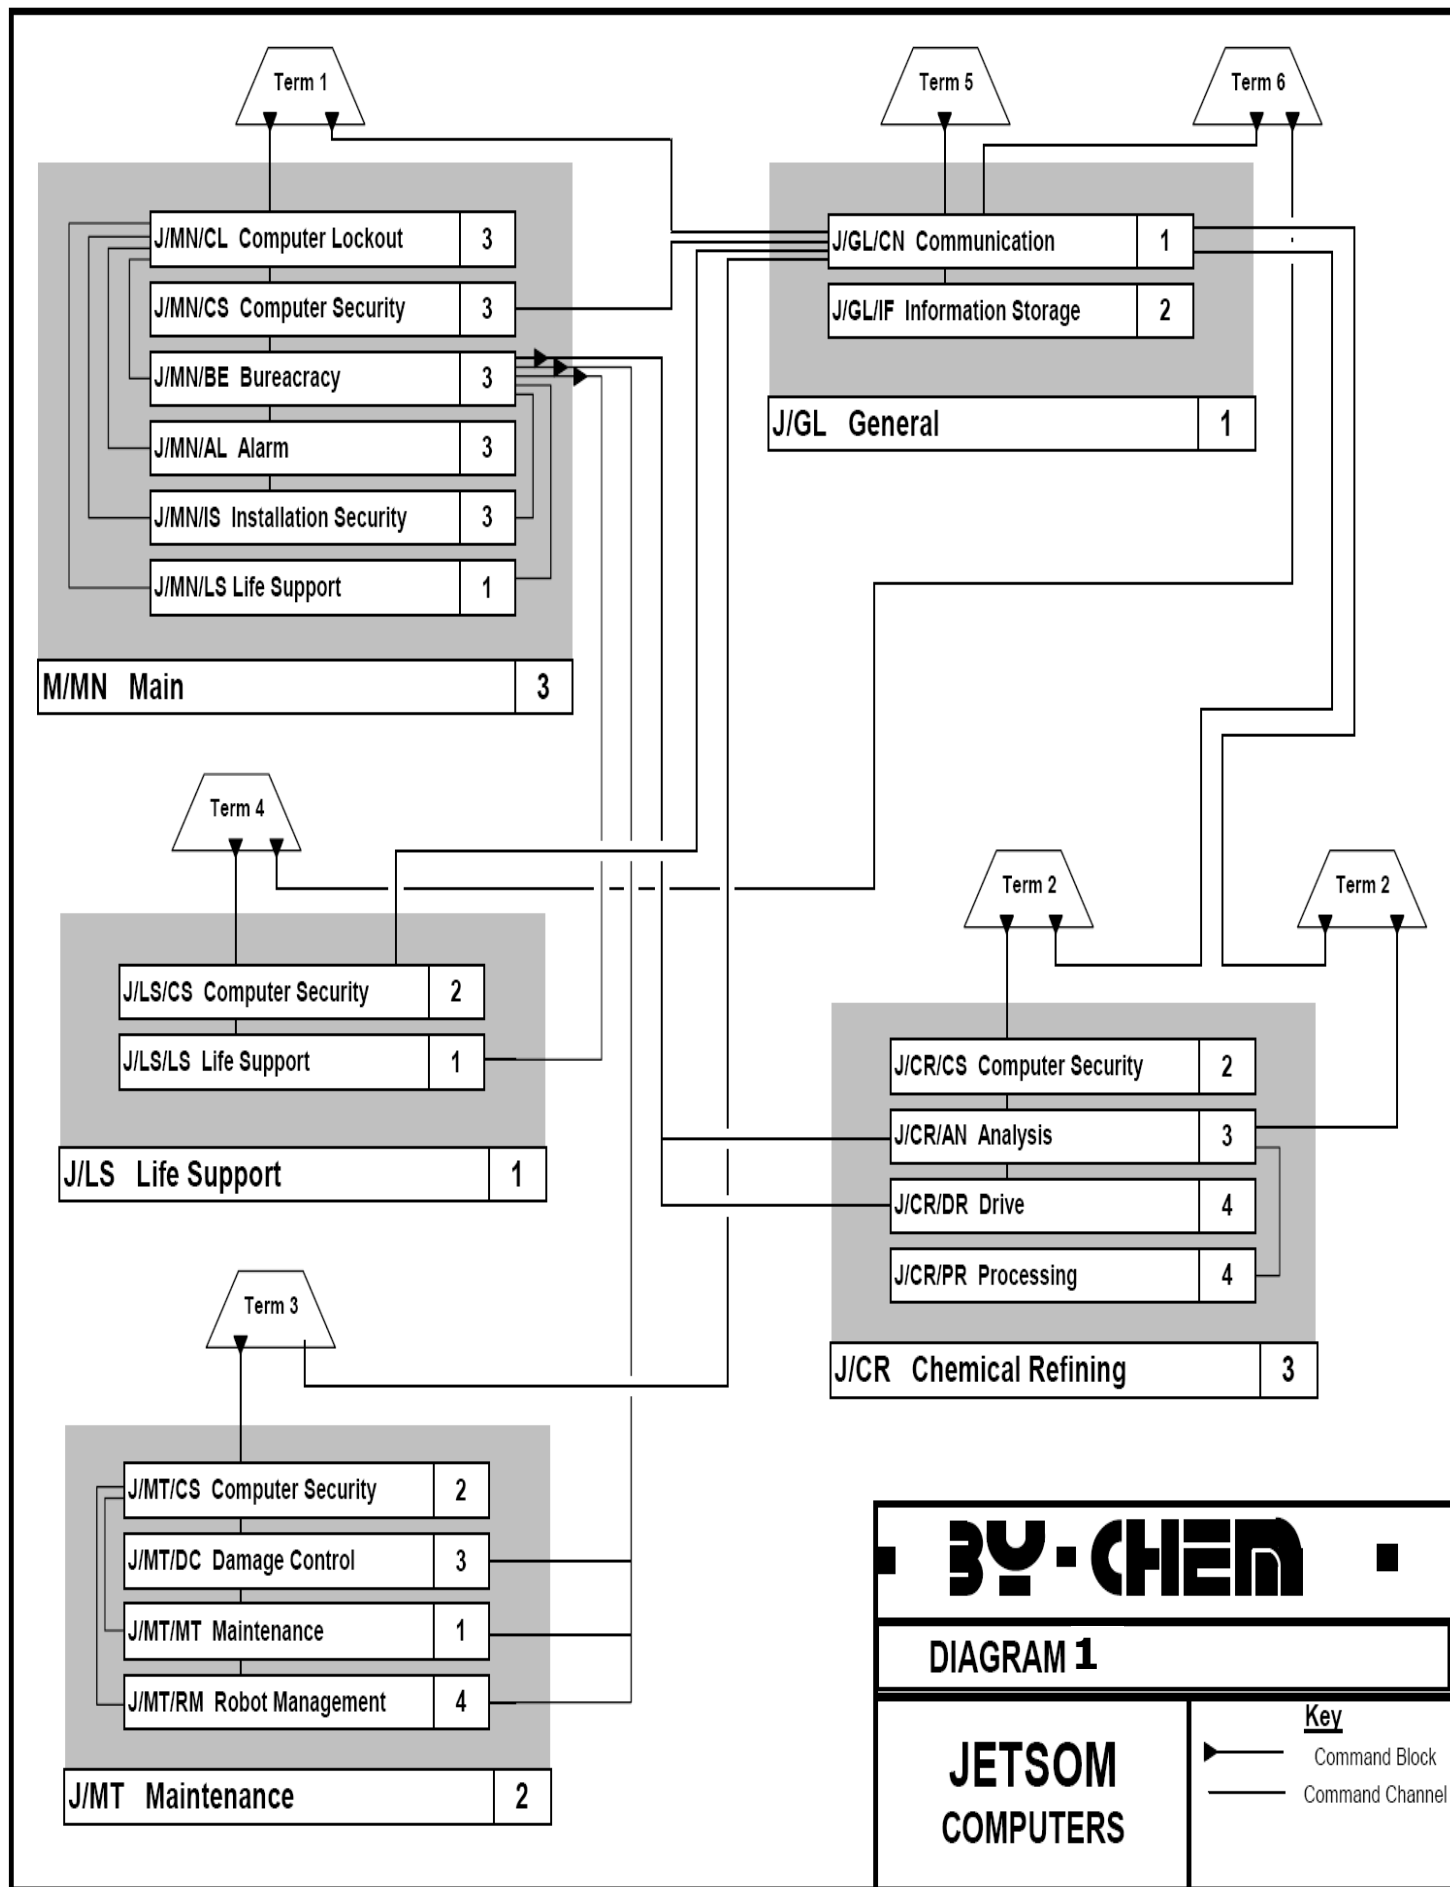 Term 1
Term 5
Term 6
J/MN/CL Computer Lockout 3
J/MN/CS Computer Security 3
J/MN/BE Bureacracy 3
J/MN/AL Alarm 3
J/MN/IS Installation Security 3
J/MN/LS Life Support 1
M/MN Main 3
J/GL/CN Communication 1
J/GL/IF Information Storage 2
J/GL General 1
Term 4
J/LS/CS Computer Security 2
J/LS/LS Life Support 1
J/LS Life Support 1
Term 2
Term 2
J/CR/CS Computer Security 2
J/CR/AN Analysis 3
J/CR/DR Drive 4
J/CR/PR Processing 4
J/CR Chemical Refining 3
Term 3
J/MT/CS Computer Security 2
J/MT/DC Damage Control 3
J/MT/MT Maintenance 1
J/MT/RM Robot Management 4
J/MT Maintenance 2
BY-CHEM
DIAGRAM 1
JETSOM
COMPUTERS
Key
Command Block
Command Channel